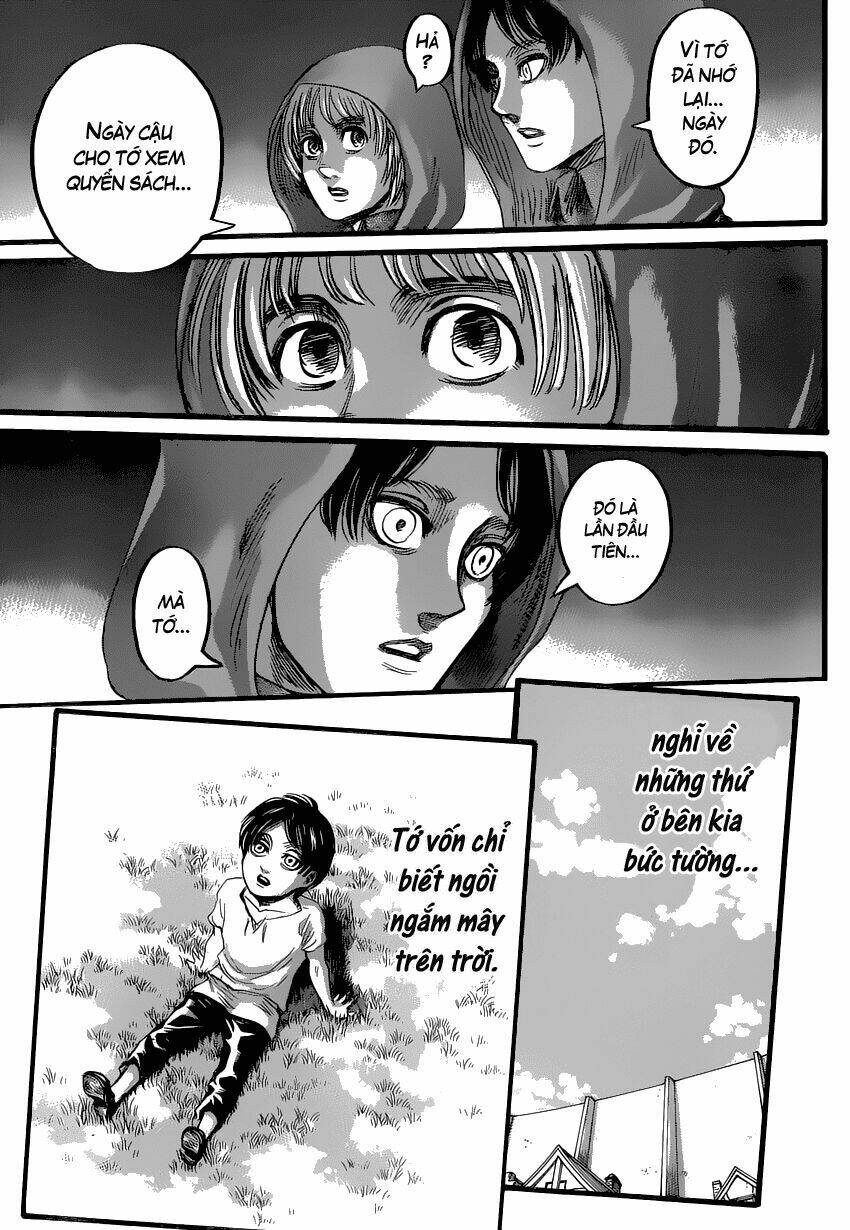 VÌ TỚ
ĐÃ NHỚ
LẠI...
NGÀY
ĐÓ.
HẢ
?
NGÀY CẬU
CHO TỚ XEM
QUYỂN SÁCH...
ĐÓ LÀ
LẦN ĐẦU
TIÊN...
MÀ
TỚ...
nghĩ về
những thứ
ở bên kia
bức tường...
Tớ vốn chỉ
biết ngồi
ngắm mây
trên trời.